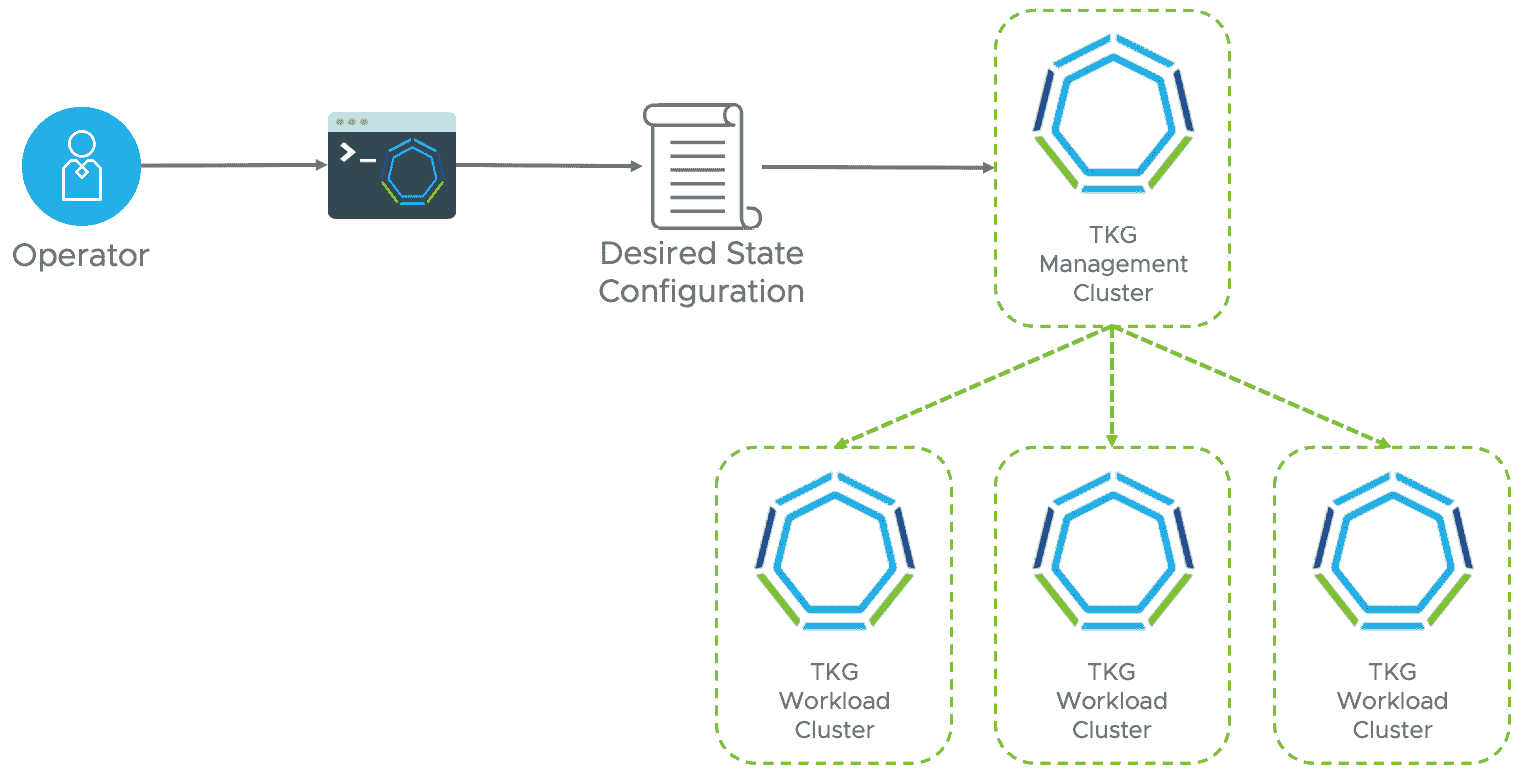 Operator
Desired State
Configuration
TKG
Management
Cluster
TKG
Workload
Cluster
TKG
Workload
Cluster
TKG
Workload
Cluster